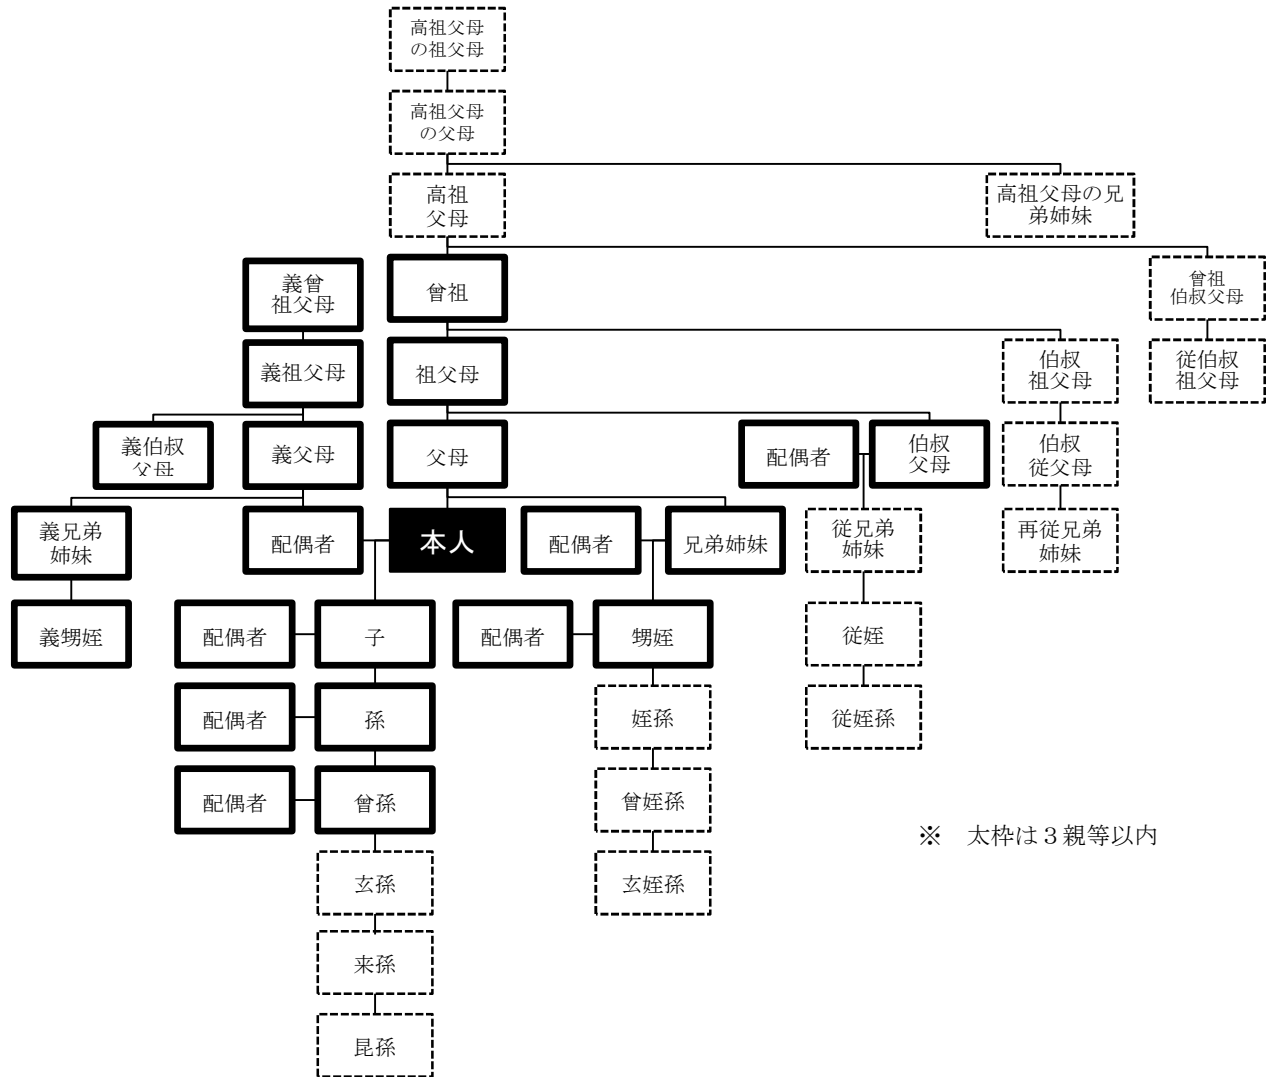 高祖父母
の祖父母
高祖父母
の父母
高祖
父母
高祖父母の兄
弟姉妹
義曾
祖父母
曾祖
曾祖
伯叔父母
義祖父母
祖父母
伯叔
祖父母
従伯叔
祖父母
義伯叔
父母
義父母
父母
配偶者
伯叔
父母
伯叔
従父母
義兄弟
姉妹
配偶者
本人
配偶者
兄弟姉妹
従兄弟
姉妹
再従兄弟
姉妹
義甥姪
配偶者
子
配偶者
甥姪
従姪
配偶者
孫
姪孫
従姪孫
配偶者
曾孫
曾姪孫
※　太枠は３親等以内
玄孫
玄姪孫
来孫
昆孫